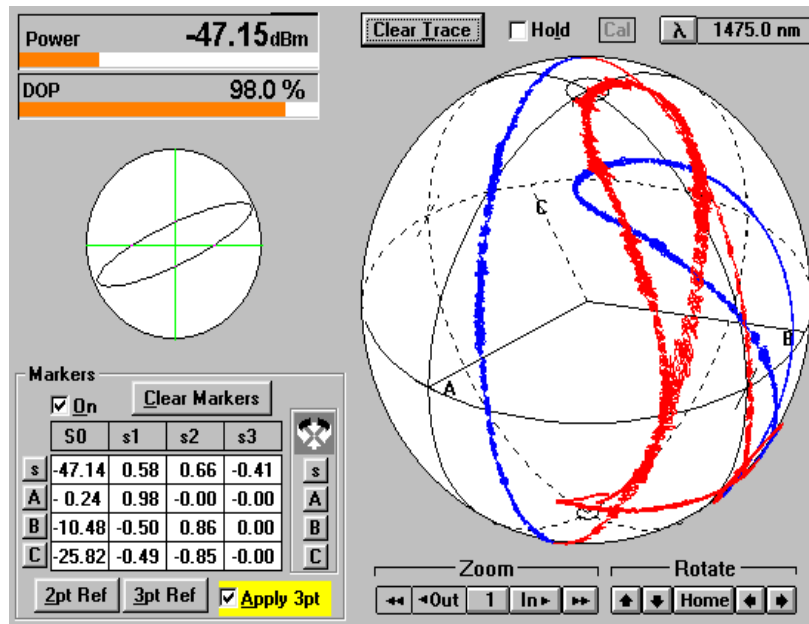 Power -47.15dBm
DOP 98.0 %
Clear Trace Hold Cal λ 1475.0 nm
C
B
A
Markers
On Clear Markers
S0 s1 s2 s3
s -47.14 0.58 0.66 -0.41 s
A - 0.24 0.98 -0.00 -0.00 A
B -10.48 -0.50 0.86 0.00 B
C -25.82 -0.49 -0.85 -0.00 C
2pt Ref 3pt Ref Apply 3pt
Zoom Rotate
Out 1 In Home